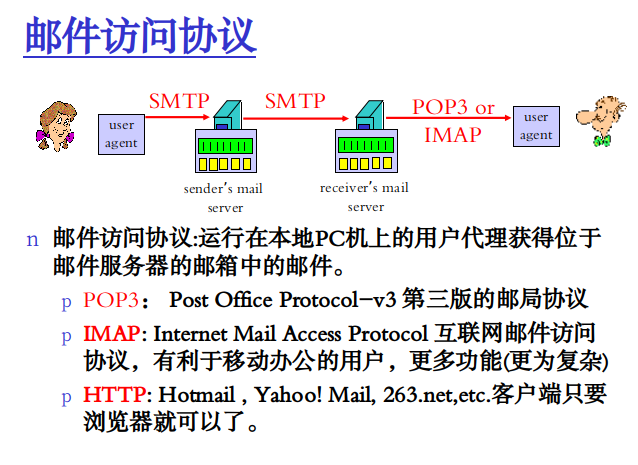 邮件访问协议
SMTP SMTP POP3 or
IMAP
user
agent
user
agent
sender's mail
server
receiver's mail
server
n 邮件访问协议:运行在本地PC机上的用户代理获得位于
邮件服务器的邮箱中的邮件。
p POP3： Post Office Protocol-v3 第三版的邮局协议
p IMAP: Internet Mail Access Protocol 互联网邮件访问
协议，有利于移动办公的用户，更多功能(更为复杂)
p HTTP: Hotmail , Yahoo! Mail, 263.net,etc.客户端只要
浏览器就可以了。